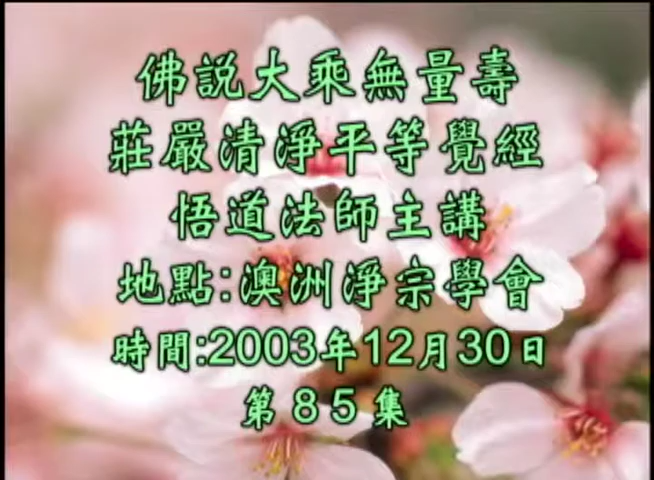 佛說大乘無量壽
莊嚴清淨平等覺經
悟道法師主講
地點:澳洲淨宗學會
時間:2003年12月30日
第85集